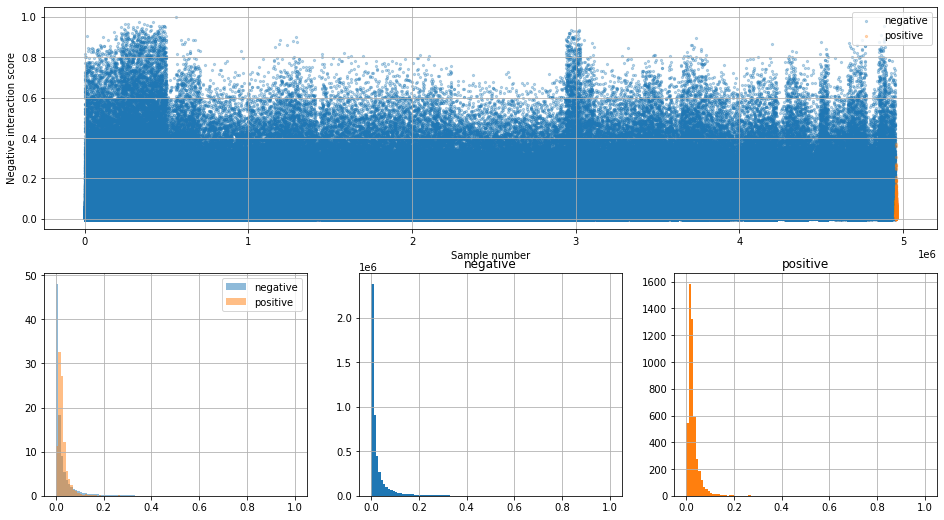 negative
positive
1.0
0.8
0.6
0.4
0.2
0.0
Negative interaction score
0 1 2 3 4 5
1e6
Sample number
negative
positive
50
40
30
20
10
0
0.0 0.2 0.4 0.6 0.8 1.0
negative
1e6
2.0
1.5
1.0
0.5
0.0
0.0 0.2 0.4 0.6 0.8 1.0
positive
1600
1400
1200
1000
800
600
400
200
0
0.0 0.2 0.4 0.6 0.8 1.0